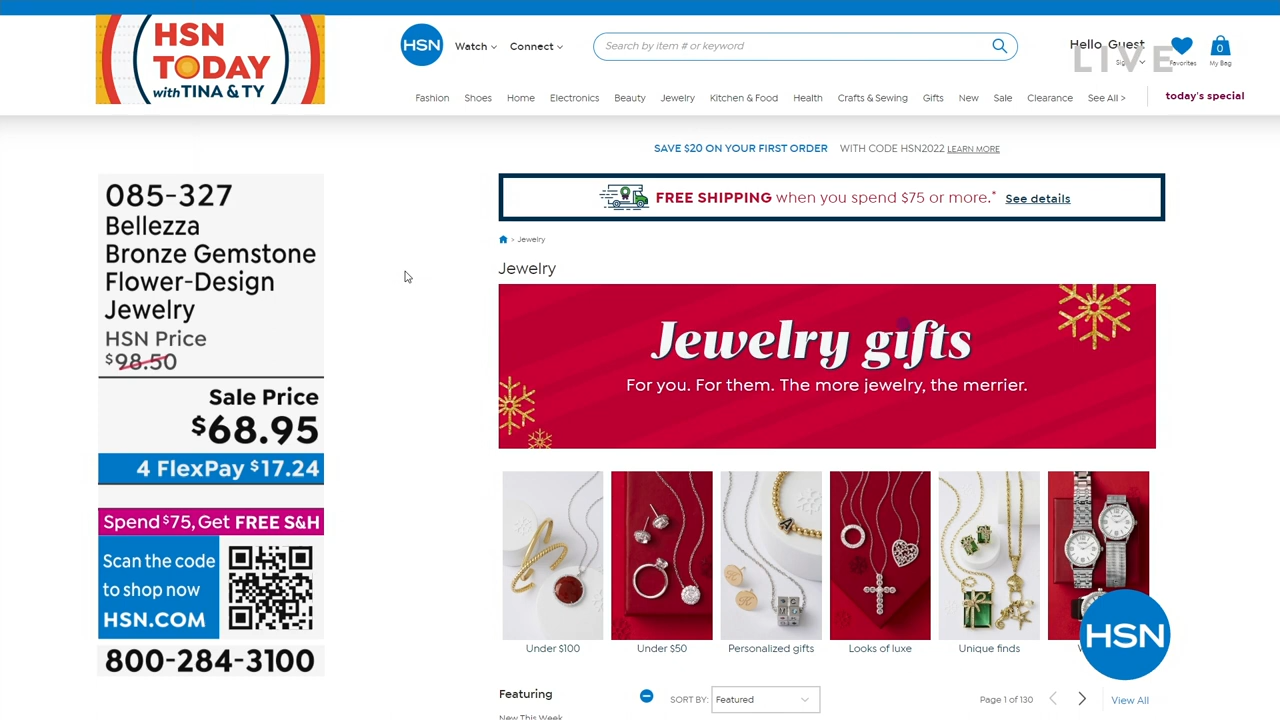 HSN
TODAY
with TINA & TY
HSN
Watch
Connect
Search by item # or keyword
Hello, Guest
LIVE
Favorites
0
My Bag
Fashion
Shoes
Home
Electronics
Beauty
Jewelry
Kitchen & Food
Health
Crafts & Sewing
Gifts
New
Sale
Clearance
See All >
today's special
SAVE $20 ON YOUR FIRST ORDER WITH CODE HSN2022 LEARN MORE
FREE SHIPPING when you spend $75 or more.* See details
> Jewelry
Jewelry
Jewelry gifts
For you. For them. The more jewelry, the merrier.
085-327
Bellezza
Bronze Gemstone
Flower-Design
Jewelry
HSN Price
$98.50
Sale Price
$68.95
4 FlexPay $17.24
Spend $75, Get FREE S&H
Scan the code
to shop now
HSN.COM
800-284-3100
A
Under $100
Under $50
Personalized gifts
Looks of luxe
Unique finds
HSN
Featuring
SORT BY:
Featured
Page 1 of 130
View All
New This Week